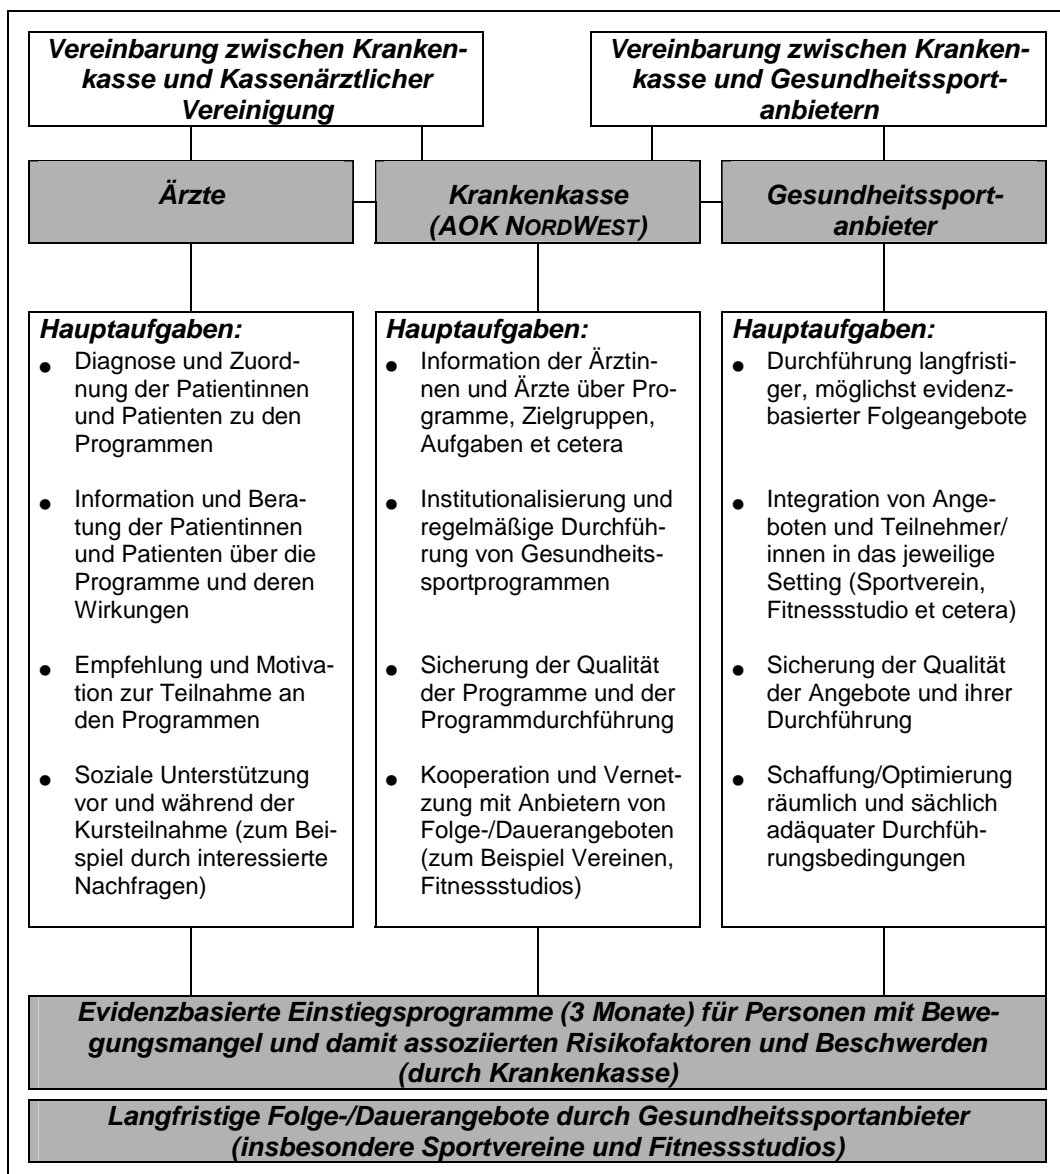 Vereinbarung zwischen Kranken-
kasse und Kassenärztlicher
Vereinigung
Vereinbarung zwischen Kranken-
kasse und Gesundheitssport-
anbietern
Ärzte
Krankenkasse
(AOK NORDWEST)
Gesundheitssport-
anbieter
Hauptaufgaben:
● Diagnose und Zuord-
nung der Patientinnen
und Patienten zu den
Programmen
● Information und Bera-
tung der Patientinnen
und Patienten über die
Programme und deren
Wirkungen
● Empfehlung und Motiva-
tion zur Teilnahme an
den Programmen
● Soziale Unterstützung
vor und während der
Kursteilnahme (zum Bei-
spiel durch interessierte
Nachfragen)
Hauptaufgaben:
● Information der Ärztin-
nen und Ärzte über Pro-
gramme, Zielgruppen,
Aufgaben et cetera
● Institutionalisierung und
regelmäßige Durchfüh-
rung von Gesundheits-
sportprogrammen
● Sicherung der Qualität
der Programme und der
Programmdurchführung
● Kooperation und Vernet-
zung mit Anbietern von
Folge-/Dauerangeboten
(zum Beispiel Vereinen,
Fitnessstudios)
Hauptaufgaben:
● Durchführung langfristi-
ger, möglichst evidenz-
basierter Folgeangebote
● Integration von Ange-
boten und Teilnehmer/
innen in das jeweilige
Setting (Sportverein,
Fitnessstudio et cetera)
● Sicherung der Qualität
der Angebote und ihrer
Durchführung
● Schaffung/Optimierung
räumlich und sächlich
adäquater Durchfüh-
rungsbedingungen
Evidenzbasierte Einstiegsprogramme (3 Monate) für Personen mit Bewe-
gungsmangel und damit assoziierten Risikofaktoren und Beschwerden
(durch Krankenkasse)
Langfristige Folge-/Dauerangebote durch Gesundheitssportanbieter
(insbesondere Sportvereine und Fitnessstudios)